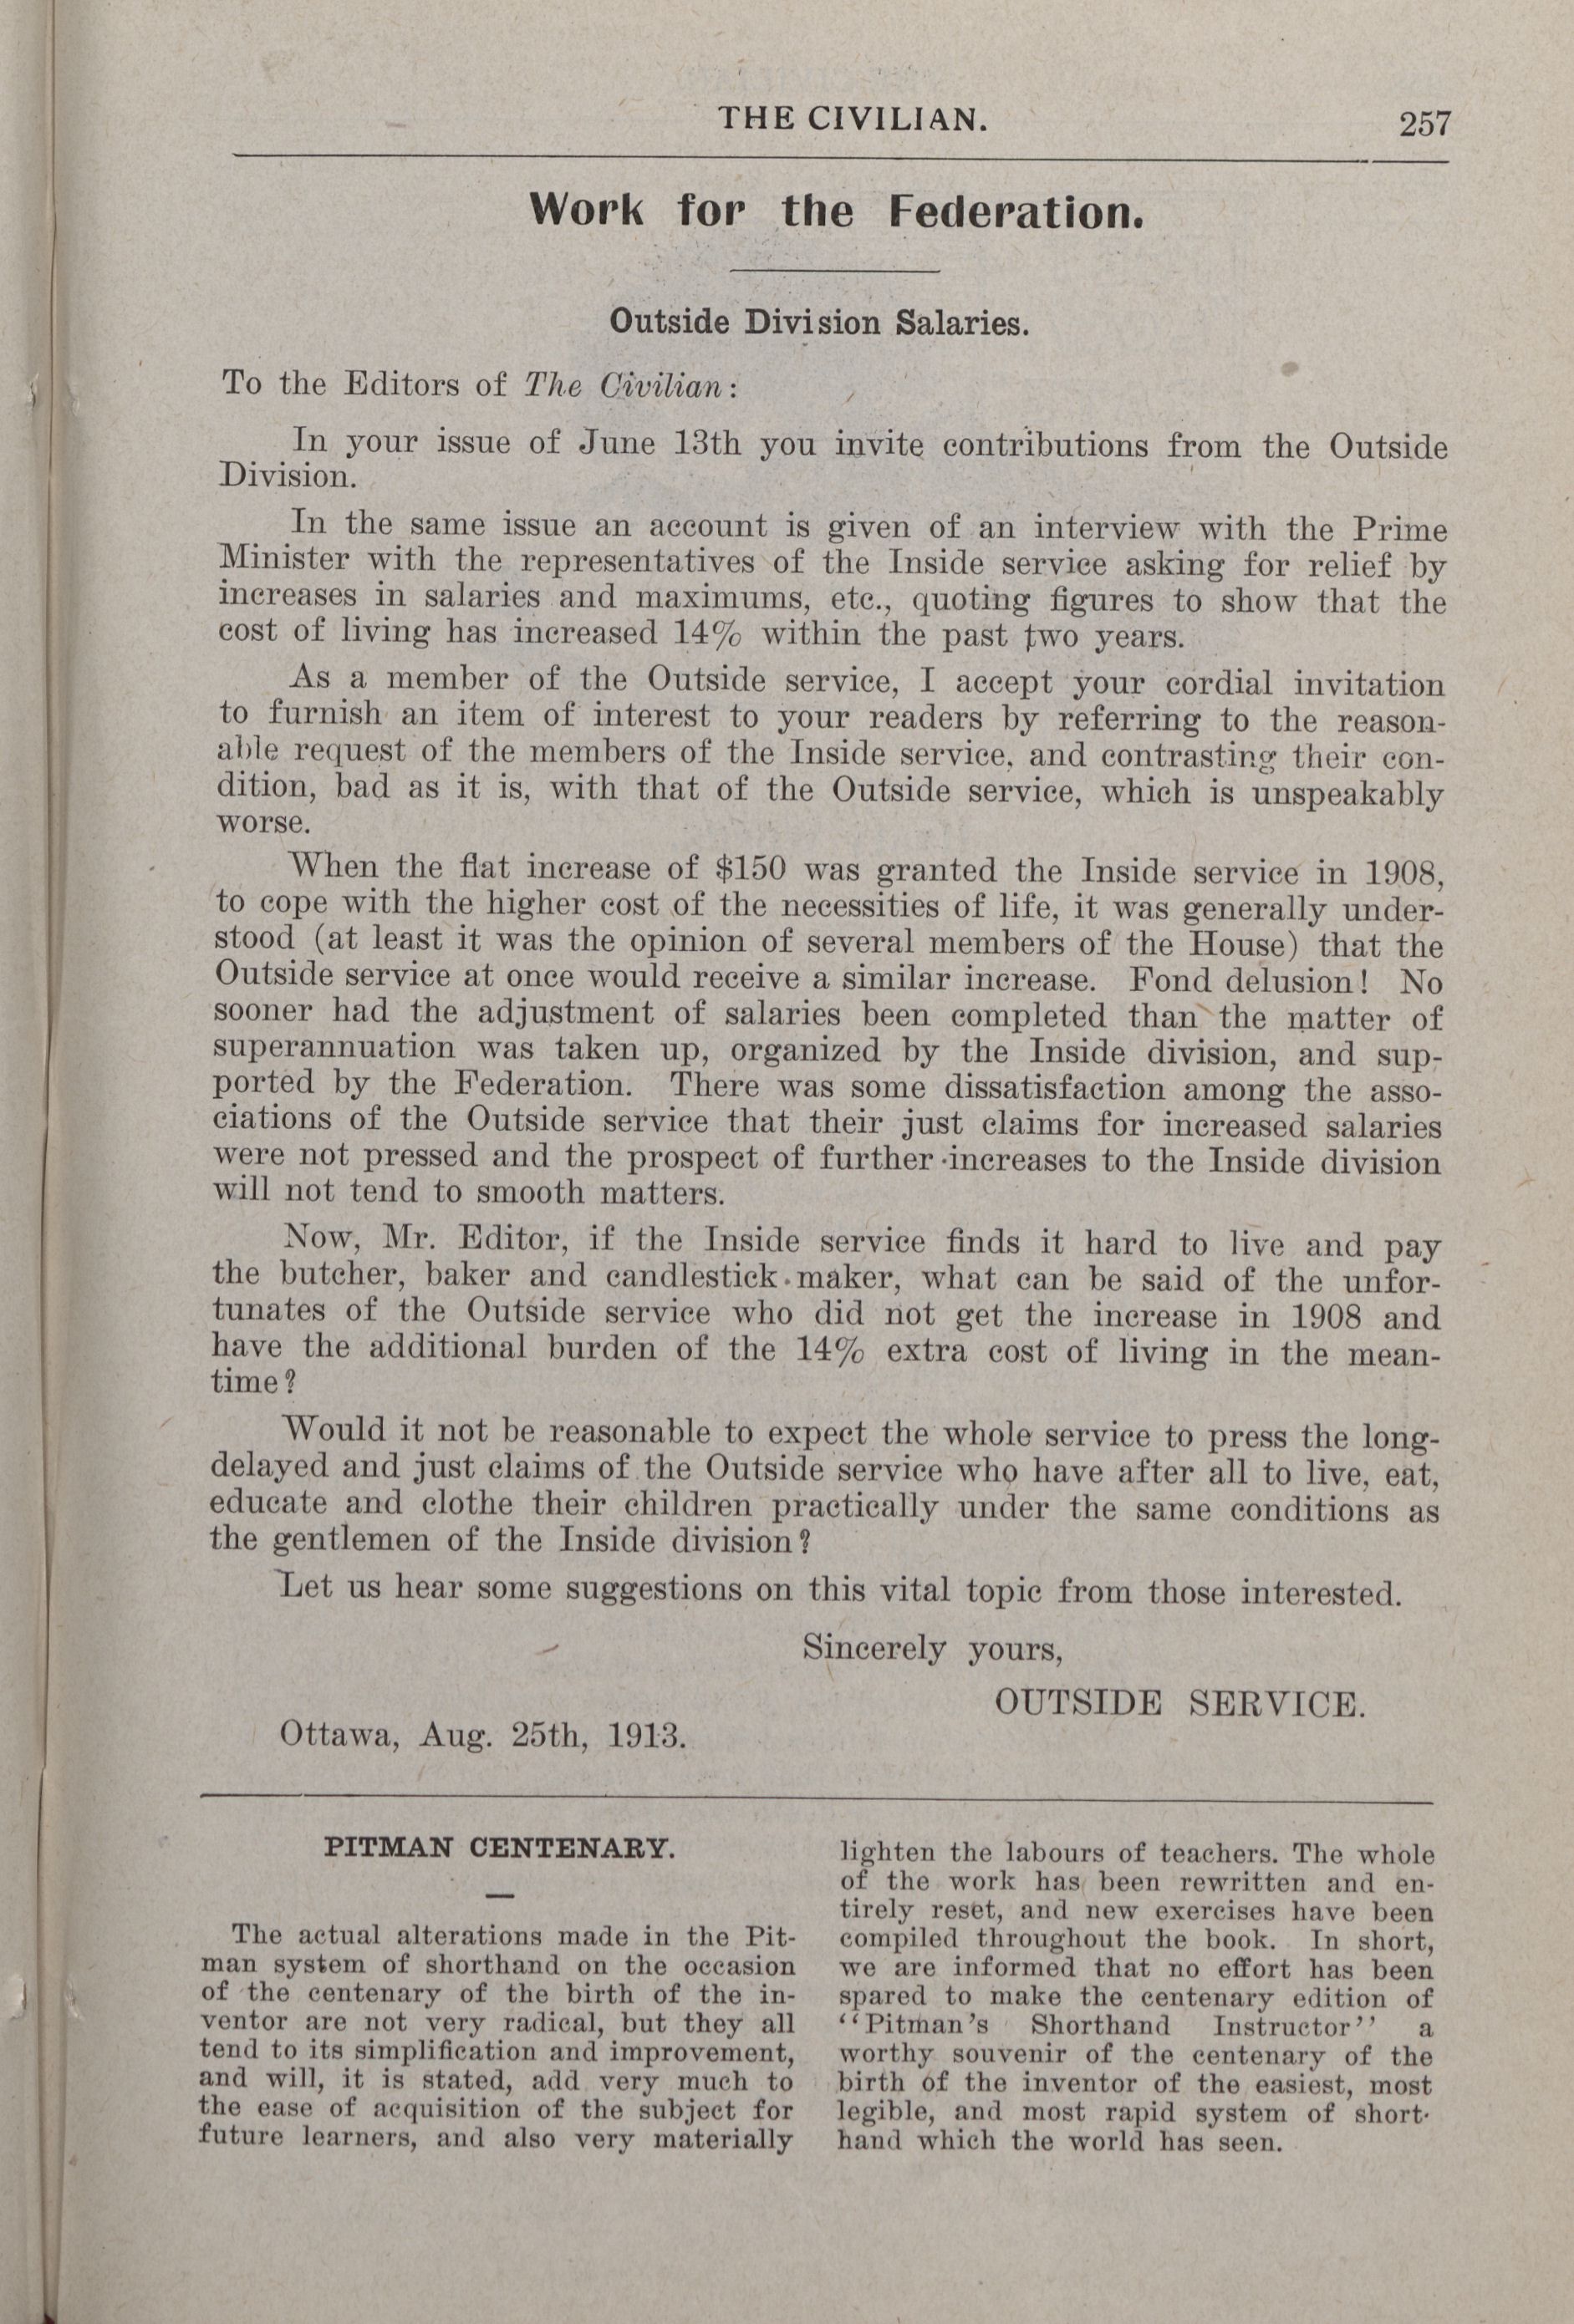 THE CIVILIAN.
257
Work for the Federation.
Outside Division Salaries.
To the Editors of The Civilian:
In your issue of June 13th you invite contributions from the Outside
Division.
In the same issue an account is given of an interview with the Prime
Minister with the representatives of the Inside service asking for relief by
increases in salaries and maximums, etc., quoting figures to show that the
cost of living has increased 14% within the past two years.
As a member of the Outside service, I accept your cordial invitation
to furnish an item of interest to your readers by referring to the reason-
able request of the members of the Inside service, and contrasting their con-
dition, bad as it is, with that of the Outside service, which is unspeakably
worse.
When the flat increase of $150 was granted the Inside service in 1908,
to cope with the higher cost of the necessities of life, it was generally under-
stood (at least it was the opinion of several members of the House) that the
Outside service at once would receive a similar increase. Fond delusion! No
sooner had the adjustment of salaries been completed than the matter of
superannuation was taken up, organized by the Inside division, and sup-
ported by the Federation. There was some dissatisfaction among the asso-
ciations of the Outside service that their just claims for increased salaries
were not pressed and the prospect of further increases to the Inside division
will not tend to smooth matters.
Now, Mr. Editor, if the Inside service finds it hard to live and pay
the butcher, baker and candlestick maker, what can be said of the unfor-
tunates of the Outside service who did not get the increase in 1908 and
have the additional burden of the 14% extra cost of living in the mean-
time?
Would it not be reasonable to expect the whole service to press the long-
delayed and just claims of the Outside service who have after all to live, eat,
educate and clothe their children practically under the same conditions as
the gentlemen of the Inside division?
Let us hear some suggestions on this vital topic from those interested.
Sincerely yours,
OUTSIDE SERVICE.
Ottawa, Aug. 25th, 1913.
PITMAN CENTENARY.
The actual alterations made in the Pit-
man system of shorthand on the occasion
of the centenary of the birth of the in-
ventor are not very radical, but they all
tend to its simplification and improvement,
and will, it is stated, add very much to
the ease of acquisition of the subject for
future learners, and also very materially
lighten the labours of teachers. The whole
of the work has been rewritten and en-
tirely reset, and new exercises have been
compiled throughout the book. In short,
we are informed that no effort has been
spared to make the centenary edition of
"Pitman's Shorthand Instructor" a
worthy souvenir of the centenary of the
birth of the inventor of the easiest, most
legible, and most rapid system of short-
hand which the world has seen.